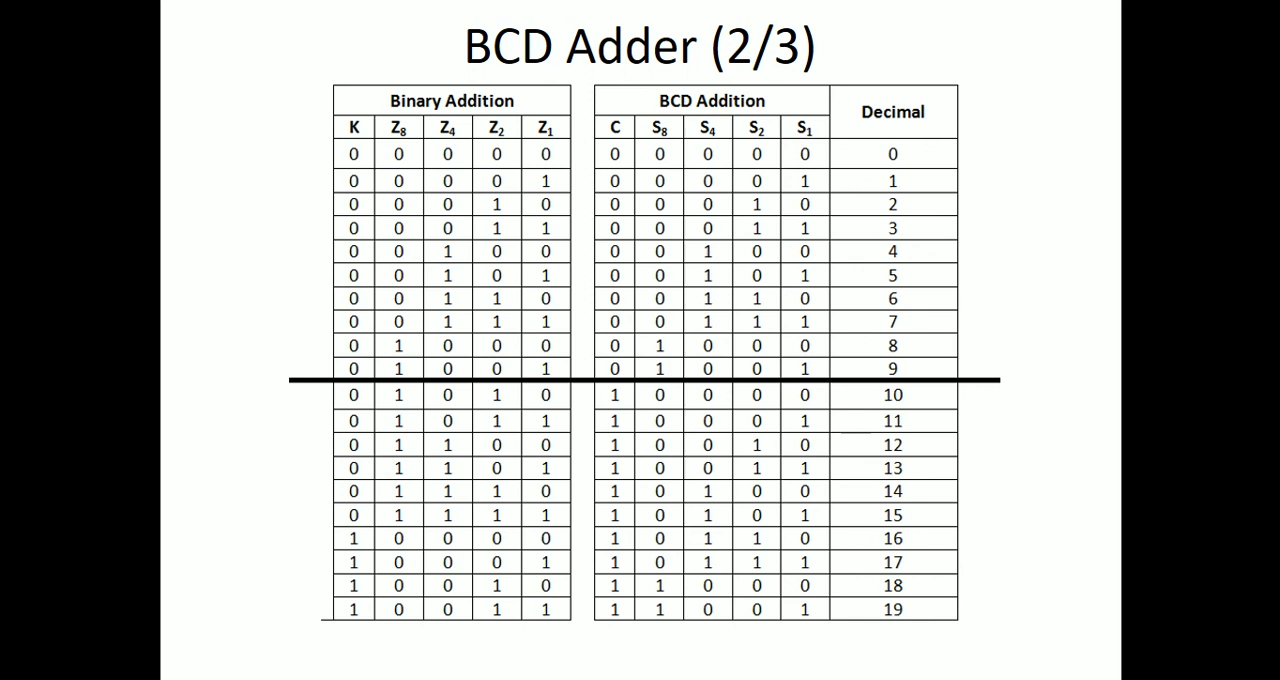 BCD Adder (2/3)
Binary Addition BCD Addition Decimal
K Z8 Z4 Z2 Z1 C S8 S4 S2 S1
0 0 0 0 0 0 0 0 0 0 0
0 0 0 0 1 0 0 0 0 1 1
0 0 0 1 0 0 0 0 1 0 2
0 0 0 1 1 0 0 0 1 1 3
0 0 1 0 0 0 0 1 0 0 4
0 0 1 0 1 0 0 1 0 1 5
0 0 1 1 0 0 0 1 1 0 6
0 0 1 1 1 0 0 1 1 1 7
0 1 0 0 0 0 1 0 0 0 8
0 1 0 0 1 0 1 0 0 1 9
0 1 0 1 0 1 0 0 0 0 10
0 1 0 1 1 1 0 0 0 1 11
0 1 1 0 0 1 0 0 1 0 12
0 1 1 0 1 1 0 0 1 1 13
0 1 1 1 0 1 0 1 0 0 14
0 1 1 1 1 1 0 1 0 1 15
1 0 0 0 0 1 0 1 1 0 16
1 0 0 0 1 1 0 1 1 1 17
1 0 0 1 0 1 1 0 0 0 18
1 0 0 1 1 1 1 0 0 1 19